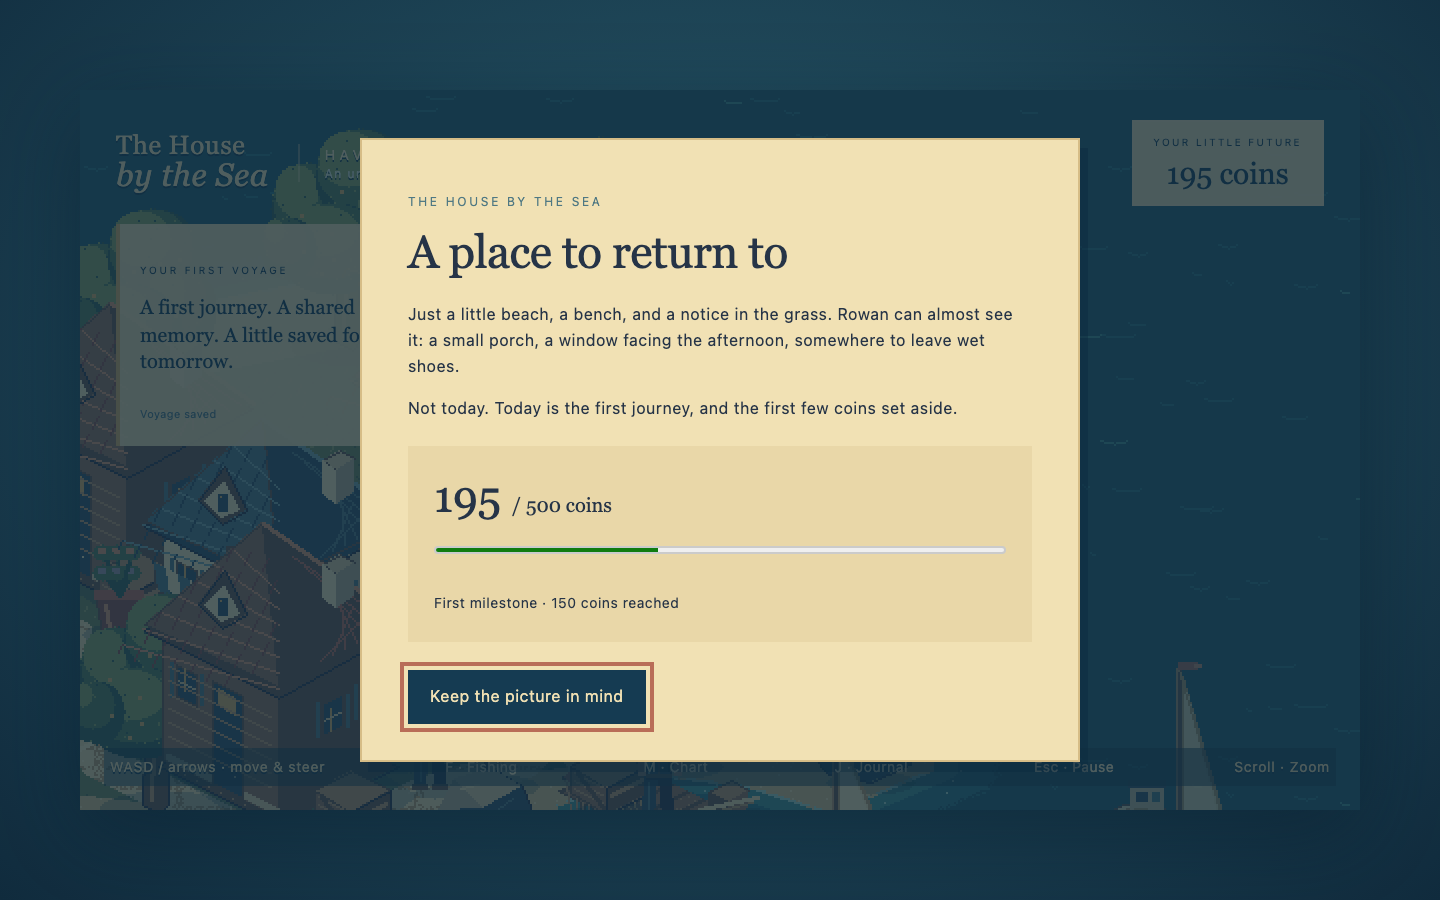 The House
by the Sea
HAV
An u
YOUR LITTLE FUTURE
195 coins
YOUR FIRST VOYAGE
A first journey. A shared
memory. A little saved fo
tomorrow.
Voyage saved
THE HOUSE BY THE SEA
A place to return to
Just a little beach, a bench, and a notice in the grass. Rowan can almost see
it: a small porch, a window facing the afternoon, somewhere to leave wet
shoes.
Not today. Today is the first journey, and the first few coins set aside.
195 / 500 coins
First milestone · 150 coins reached
Keep the picture in mind
WASD / arrows · move & steer
F · Fishing
M · Chart
J · Journal
Esc · Pause
Scroll · Zoom